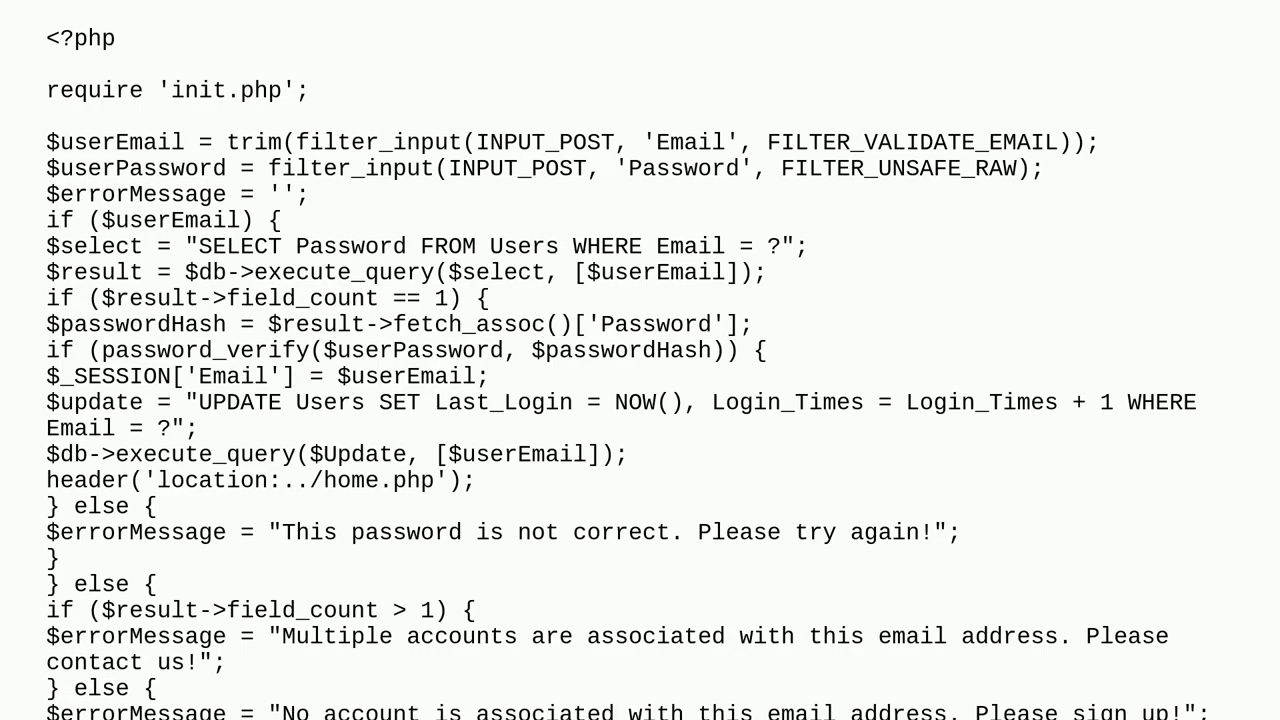 <?php
require 'init.php';
$userEmail = trim(filter_input(INPUT_POST, 'Email', FILTER_VALIDATE_EMAIL));
$userPassword = filter_input(INPUT_POST, 'Password', FILTER_UNSAFE_RAW);
$errorMessage = '';
if ($userEmail) {
$select = "SELECT Password FROM Users WHERE Email = ?";
$result = $db->execute_query($select, [$userEmail]);
if ($result->field_count == 1) {
$passwordHash = $result->fetch_assoc()['Password'];
if (password_verify($userPassword, $passwordHash)) {
$_SESSION['Email'] = $userEmail;
$update = "UPDATE Users SET Last_Login = NOW(), Login_Times = Login_Times + 1 WHERE
Email = ?";
$db->execute_query($Update, [$userEmail]);
header('location:../home.php');
} else {
$errorMessage = "This password is not correct. Please try again!";
}
} else {
if ($result->field_count > 1) {
$errorMessage = "Multiple accounts are associated with this email address. Please
contact us!";
} else {
$errorMessage = "No account is associated with this email address. Please sign up!";